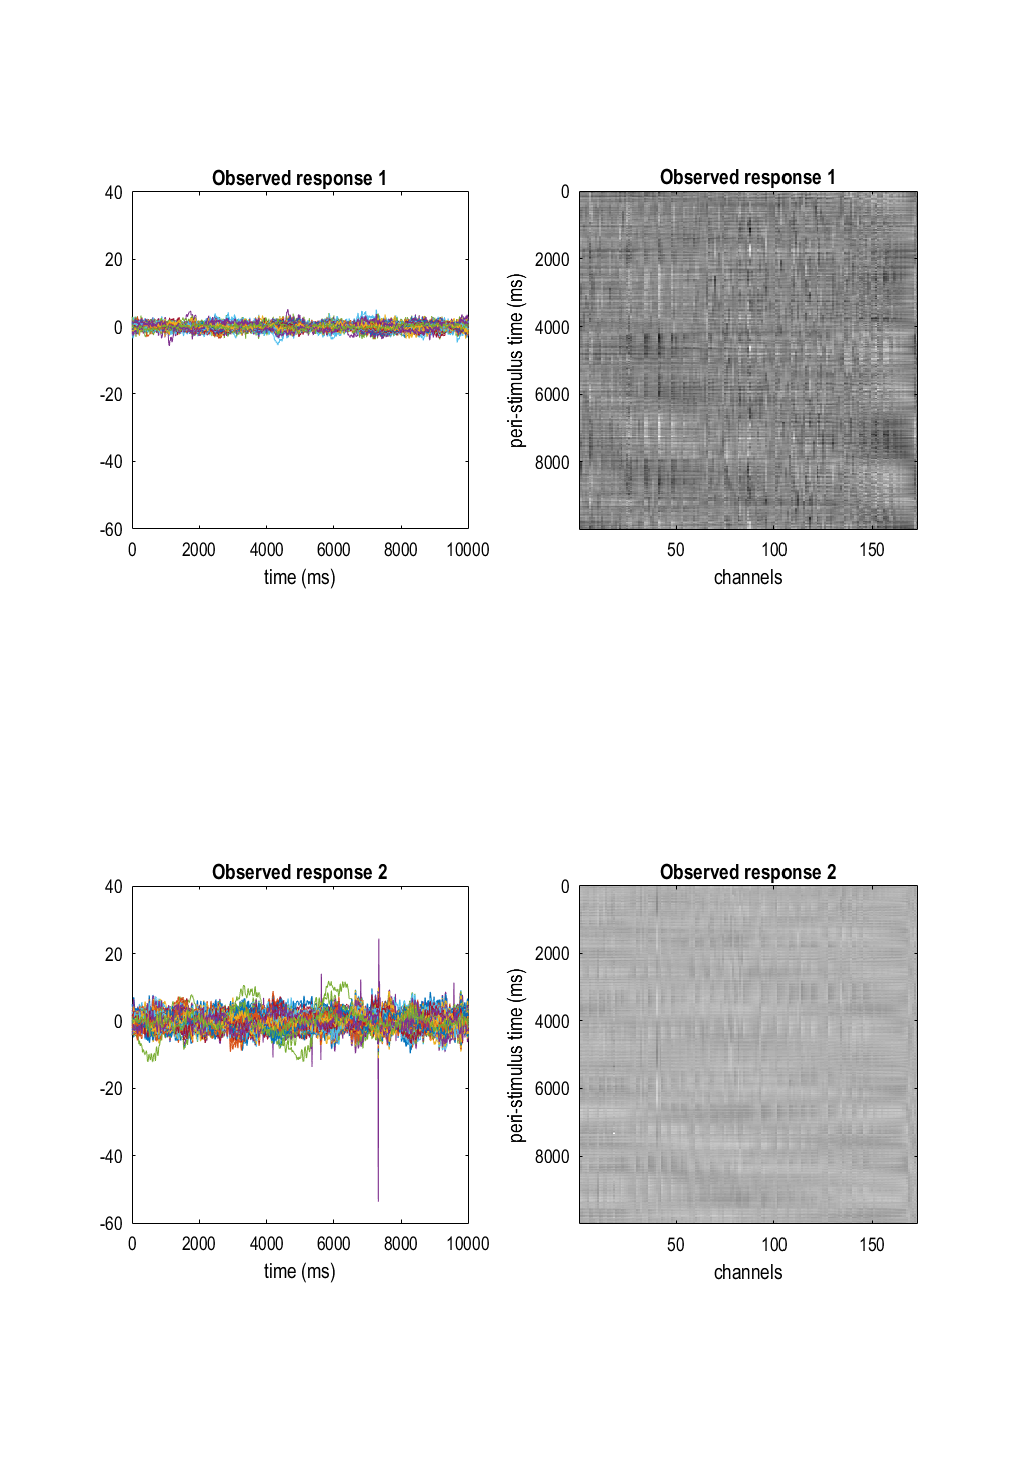 Observed response 1
40
20
0
-20
-40
-60
0 2000 4000 6000 8000 10000
time (ms)
Observed response 1
peri-stimulus time (ms)
0
2000
4000
6000
8000
50 100 150
channels
Observed response 2
40
20
0
-20
-40
-60
0 2000 4000 6000 8000 10000
time (ms)
Observed response 2
peri-stimulus time (ms)
0
2000
4000
6000
8000
50 100 150
channels